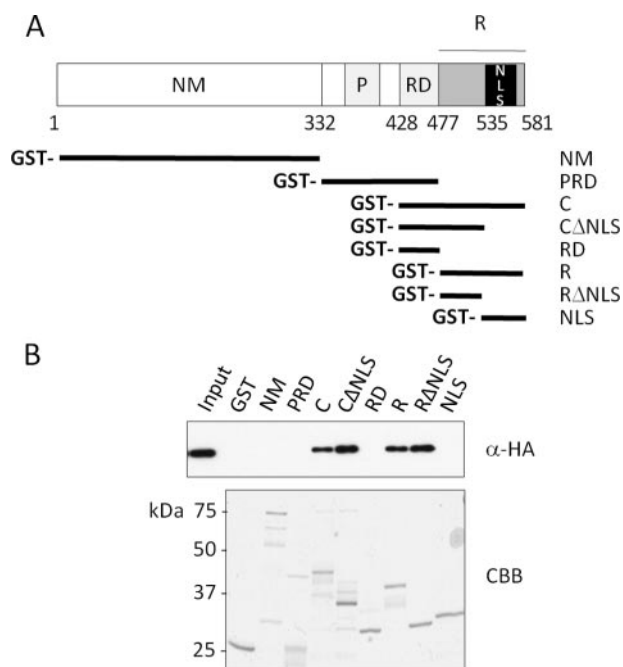 A
R
NM P RD NLS
1 332 428 477 535 581
GST- NM
GST- PRD
GST- C
GST- CΔNLS
GST- RD
GST- R
GST- RΔNLS
GST- NLS
B
Input GST NM PRD C CΔNLS RD R RΔNLS NLS
α-HA
kDa 75
50
37
25
CBB